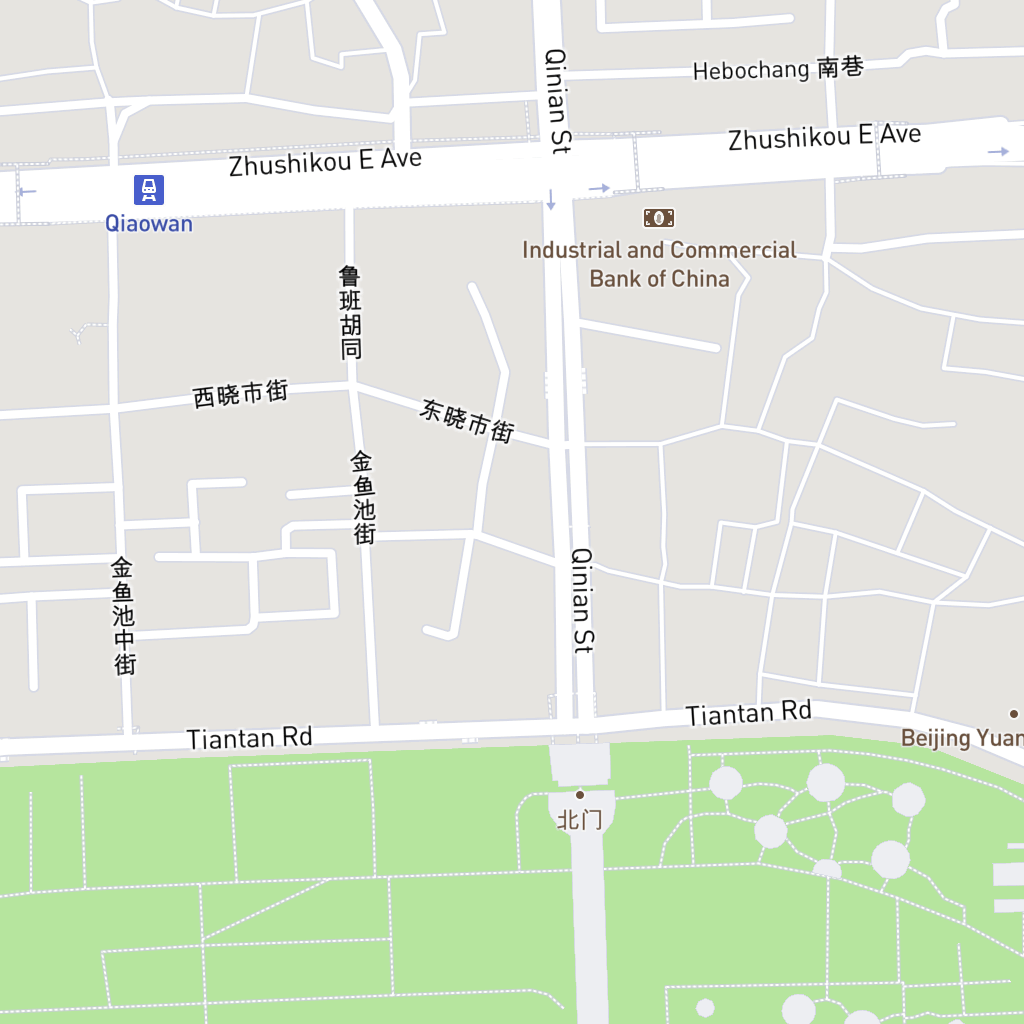 Qinian St
Hebochang 南巷
Zhushikou E Ave
Zhushikou E Ave
Qiaowan
Industrial and Commercial
Bank of China
鲁班胡同
西晓市街
东晓市街
金鱼池街
Qinian St
金鱼池中街
Tiantan Rd
Tiantan Rd
Beijing Yuan
北门